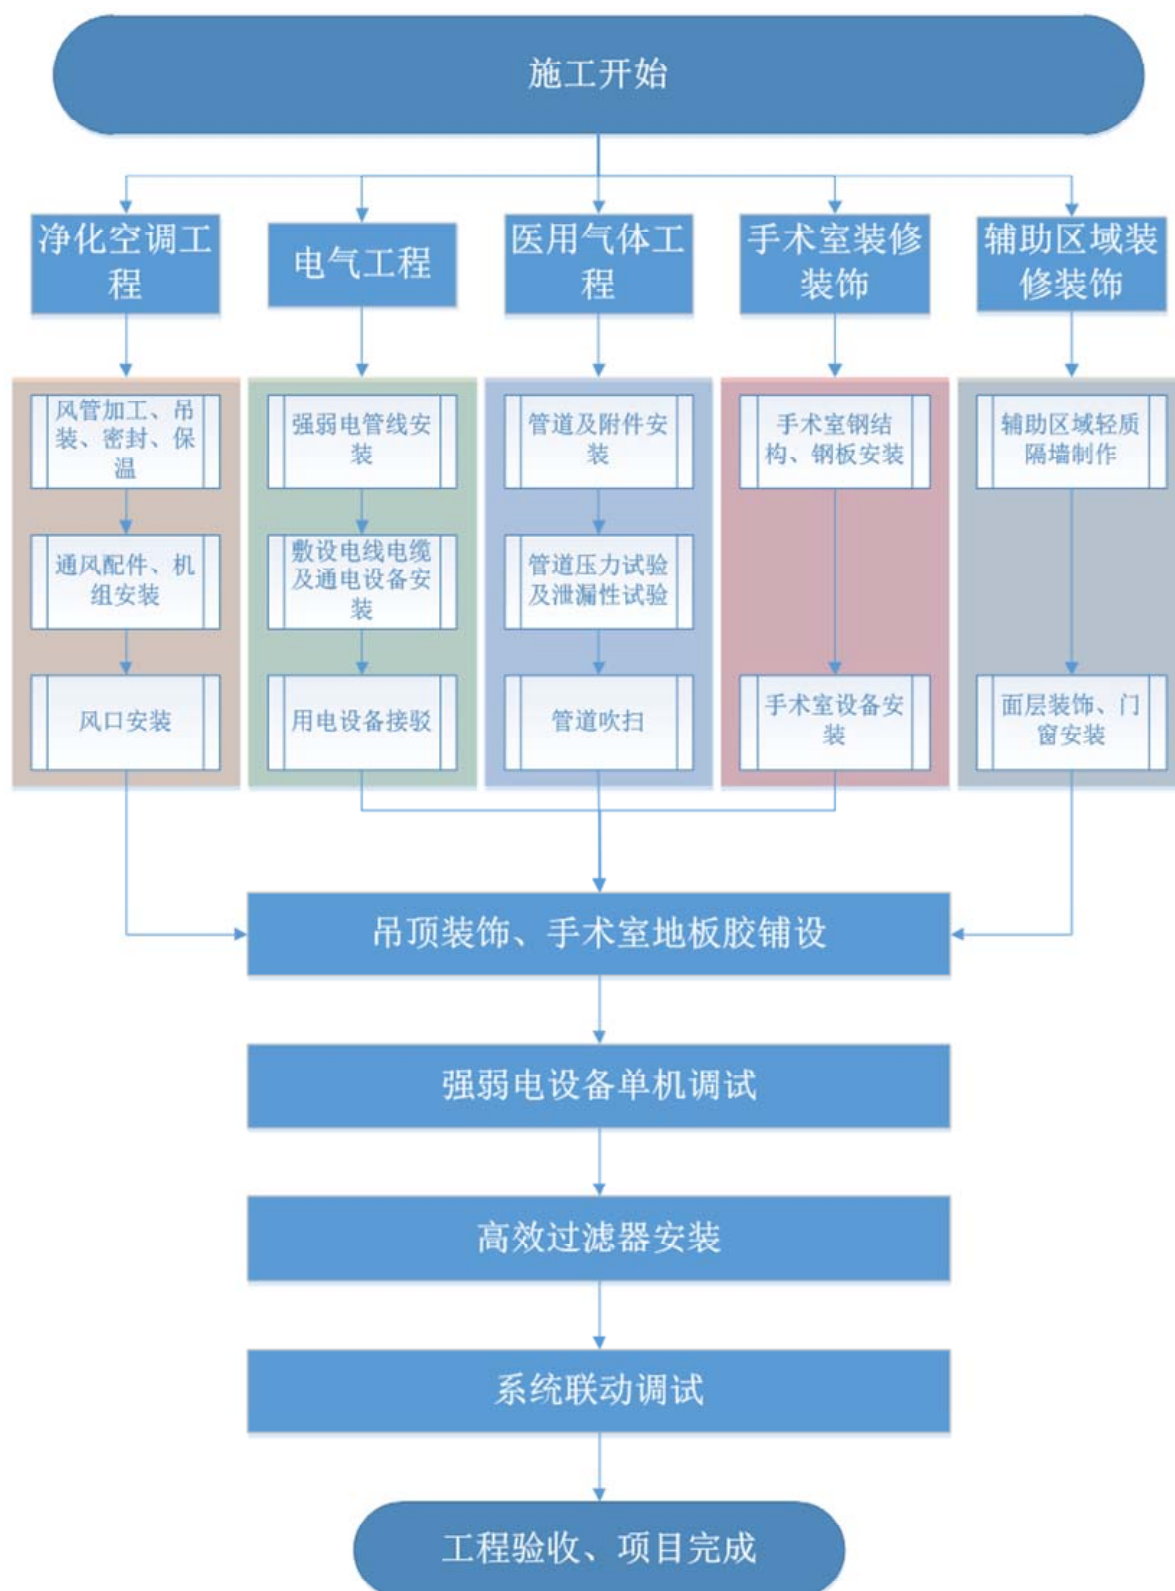 施工开始
净化空调工
程
电气工程
医用气体工
程
手术室装修
装饰
辅助区域装
修装饰
风管加工、吊
装、密封、保
温
通风配件、机
组安装
风口安装
强弱电管线安
装
敷设电线电缆
及通电设备安
装
用电设备接驳
管道及附件安
装
管道压力试验
及泄漏性试验
管道吹扫
手术室钢结
构、钢板安装
手术室设备安
装
辅助区域轻质
隔墙制作
面层装饰、门
窗安装
吊顶装饰、手术室地板胶铺设
强弱电设备单机调试
高效过滤器安装
系统联动调试
工程验收、项目完成